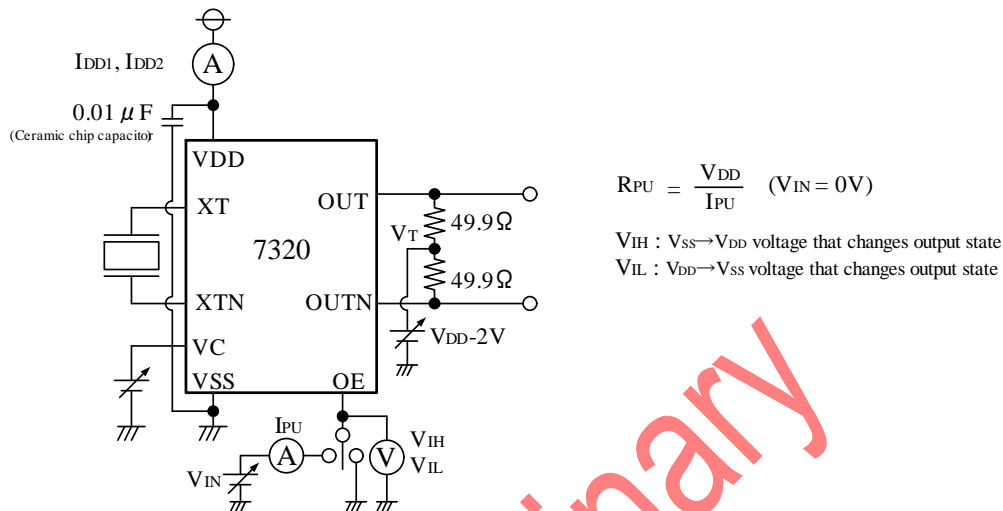 IDD1, IDD2
A
0.01 μF
(Ceramic chip capacitor)
VDD
XT
OUT
VT
49.9Ω
7320
49.9Ω
XTN
OUTN
VDD-2V
VC
VSS
OE
IPU
A
VIN
V
VIH
VIL
RPU = VDD / IPU (VIN = 0V)
VIH : VSS→VDD voltage that changes output state
VIL : VDD→VSS voltage that changes output state
inary